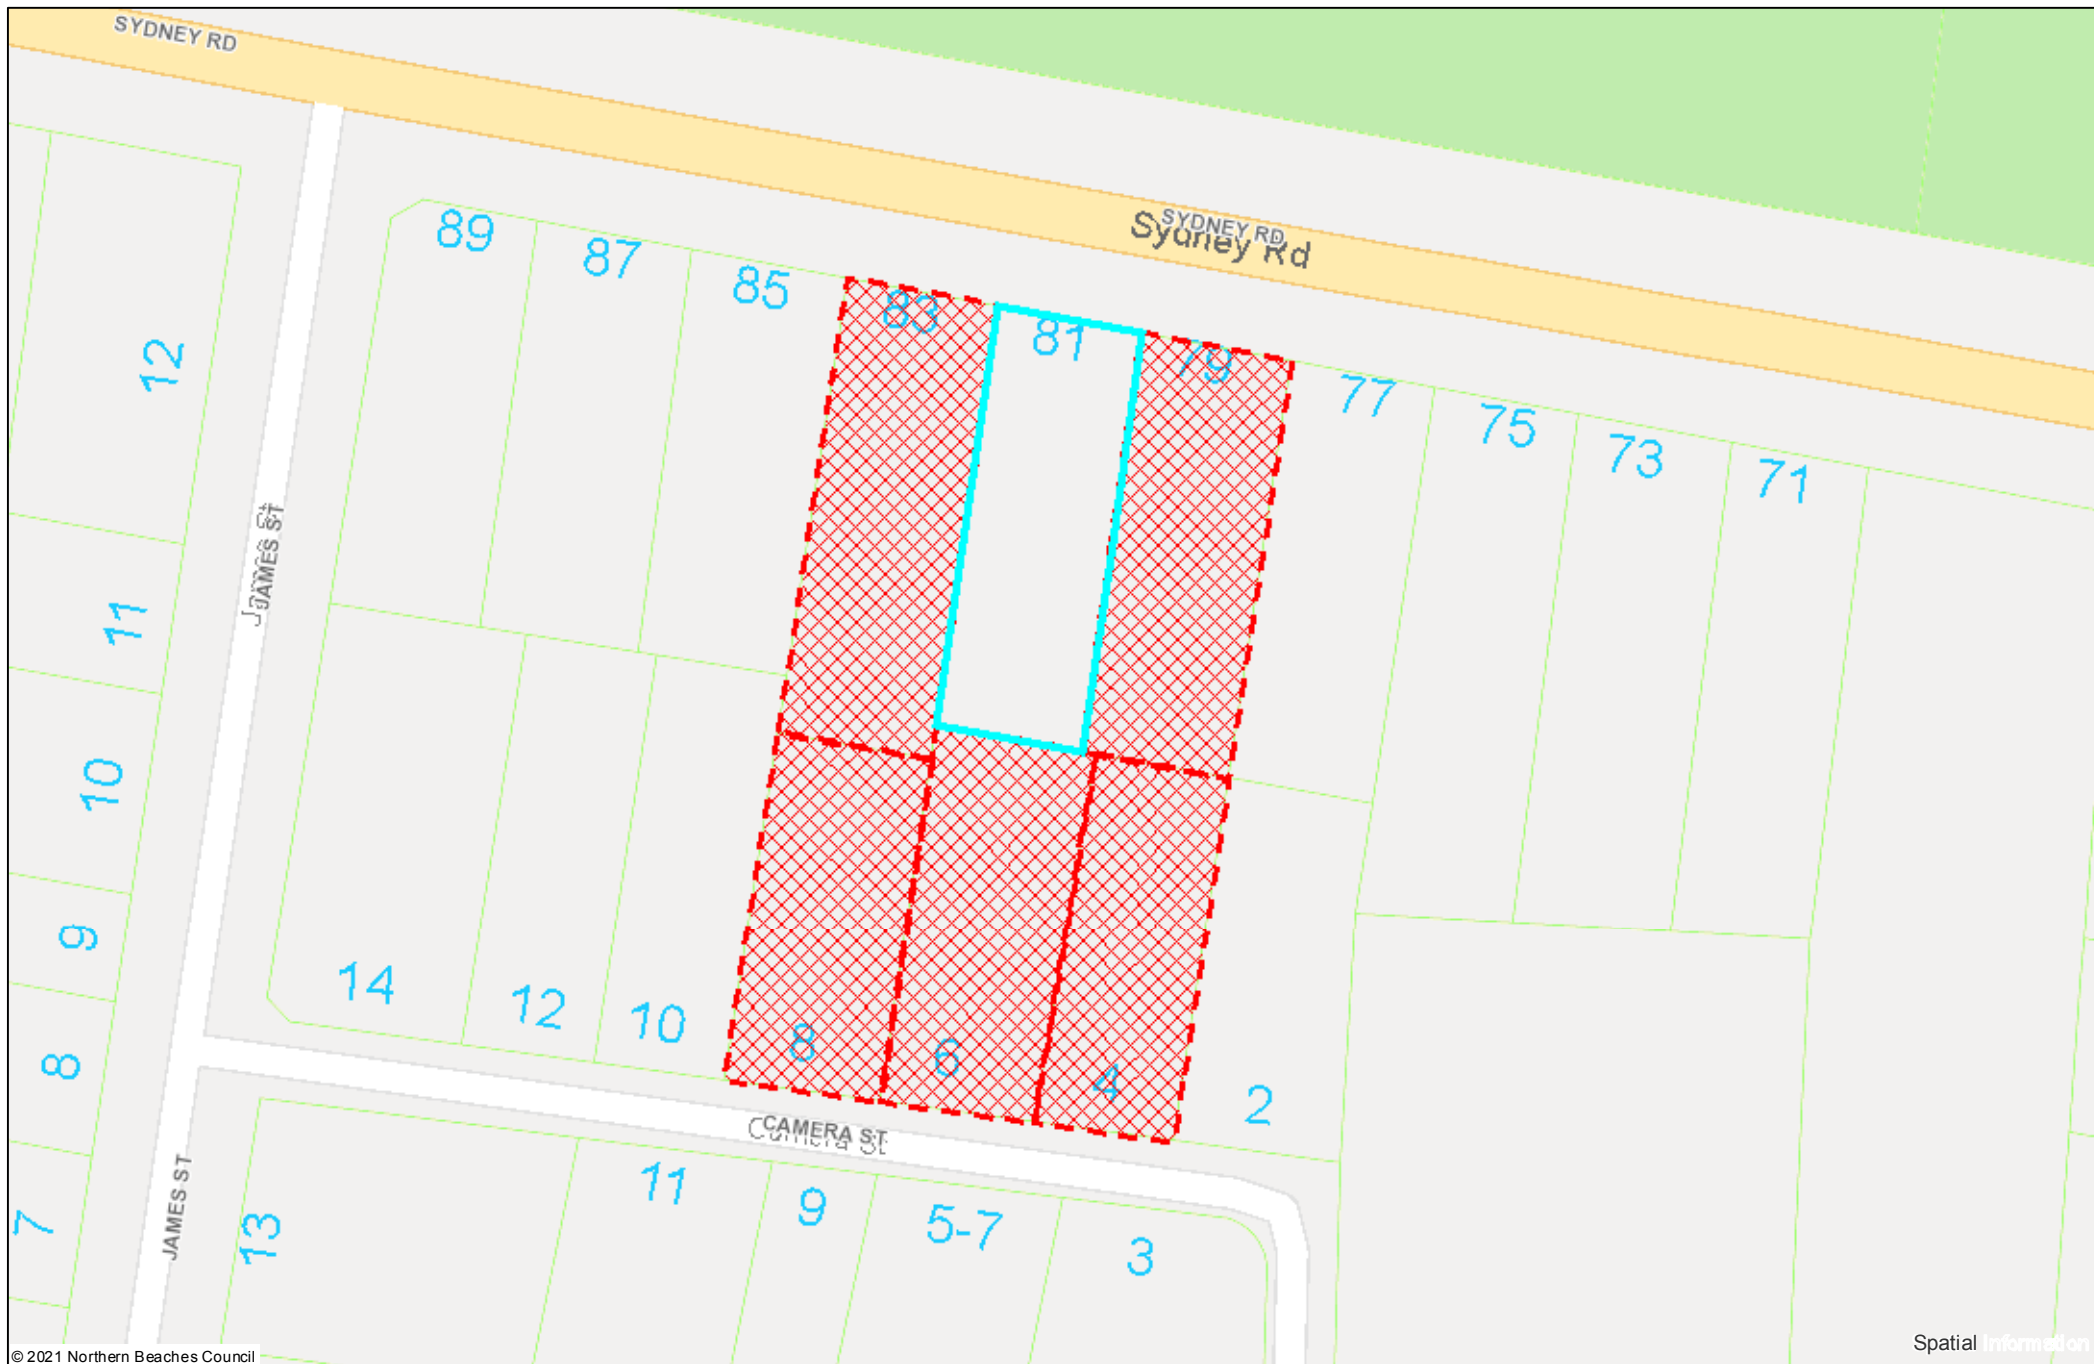 SYDNEY RD
SYDNEY RD
Sydney Rd
89
87
85
83
81
79
77
75
73
71
12
11
10
9
8
7
James St
JAMES ST
14
12
10
8
6
4
2
CAMERA ST
Camera St
JAMES ST
13
11
9
5-7
3
Spatial Information
© 2021 Northern Beaches Council